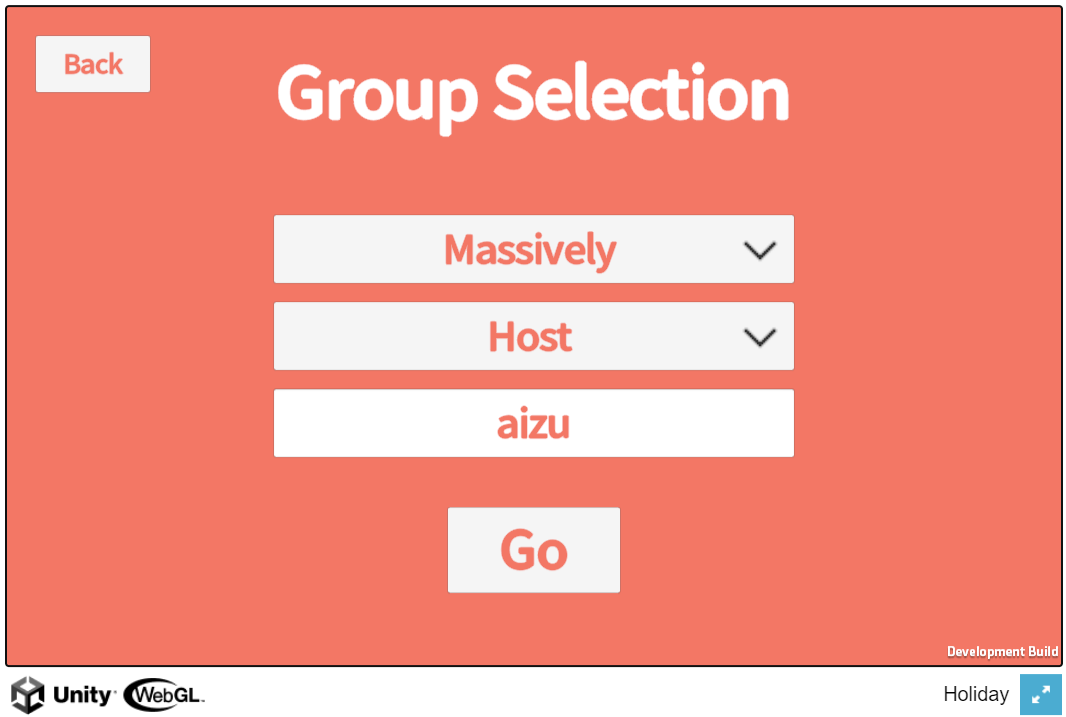 Back
Group Selection
Massively
Host
aizu
Go
Development Build
Unity WebGL
Holiday